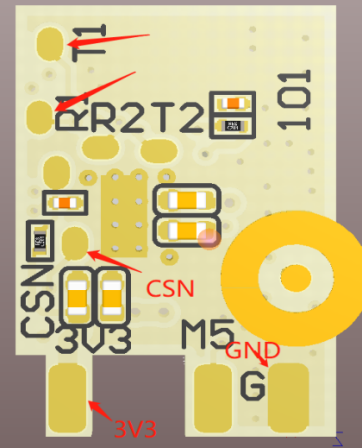 T1
R1
R2T2
101
CSN
CSN
3V3
M5
GND
G
3V3